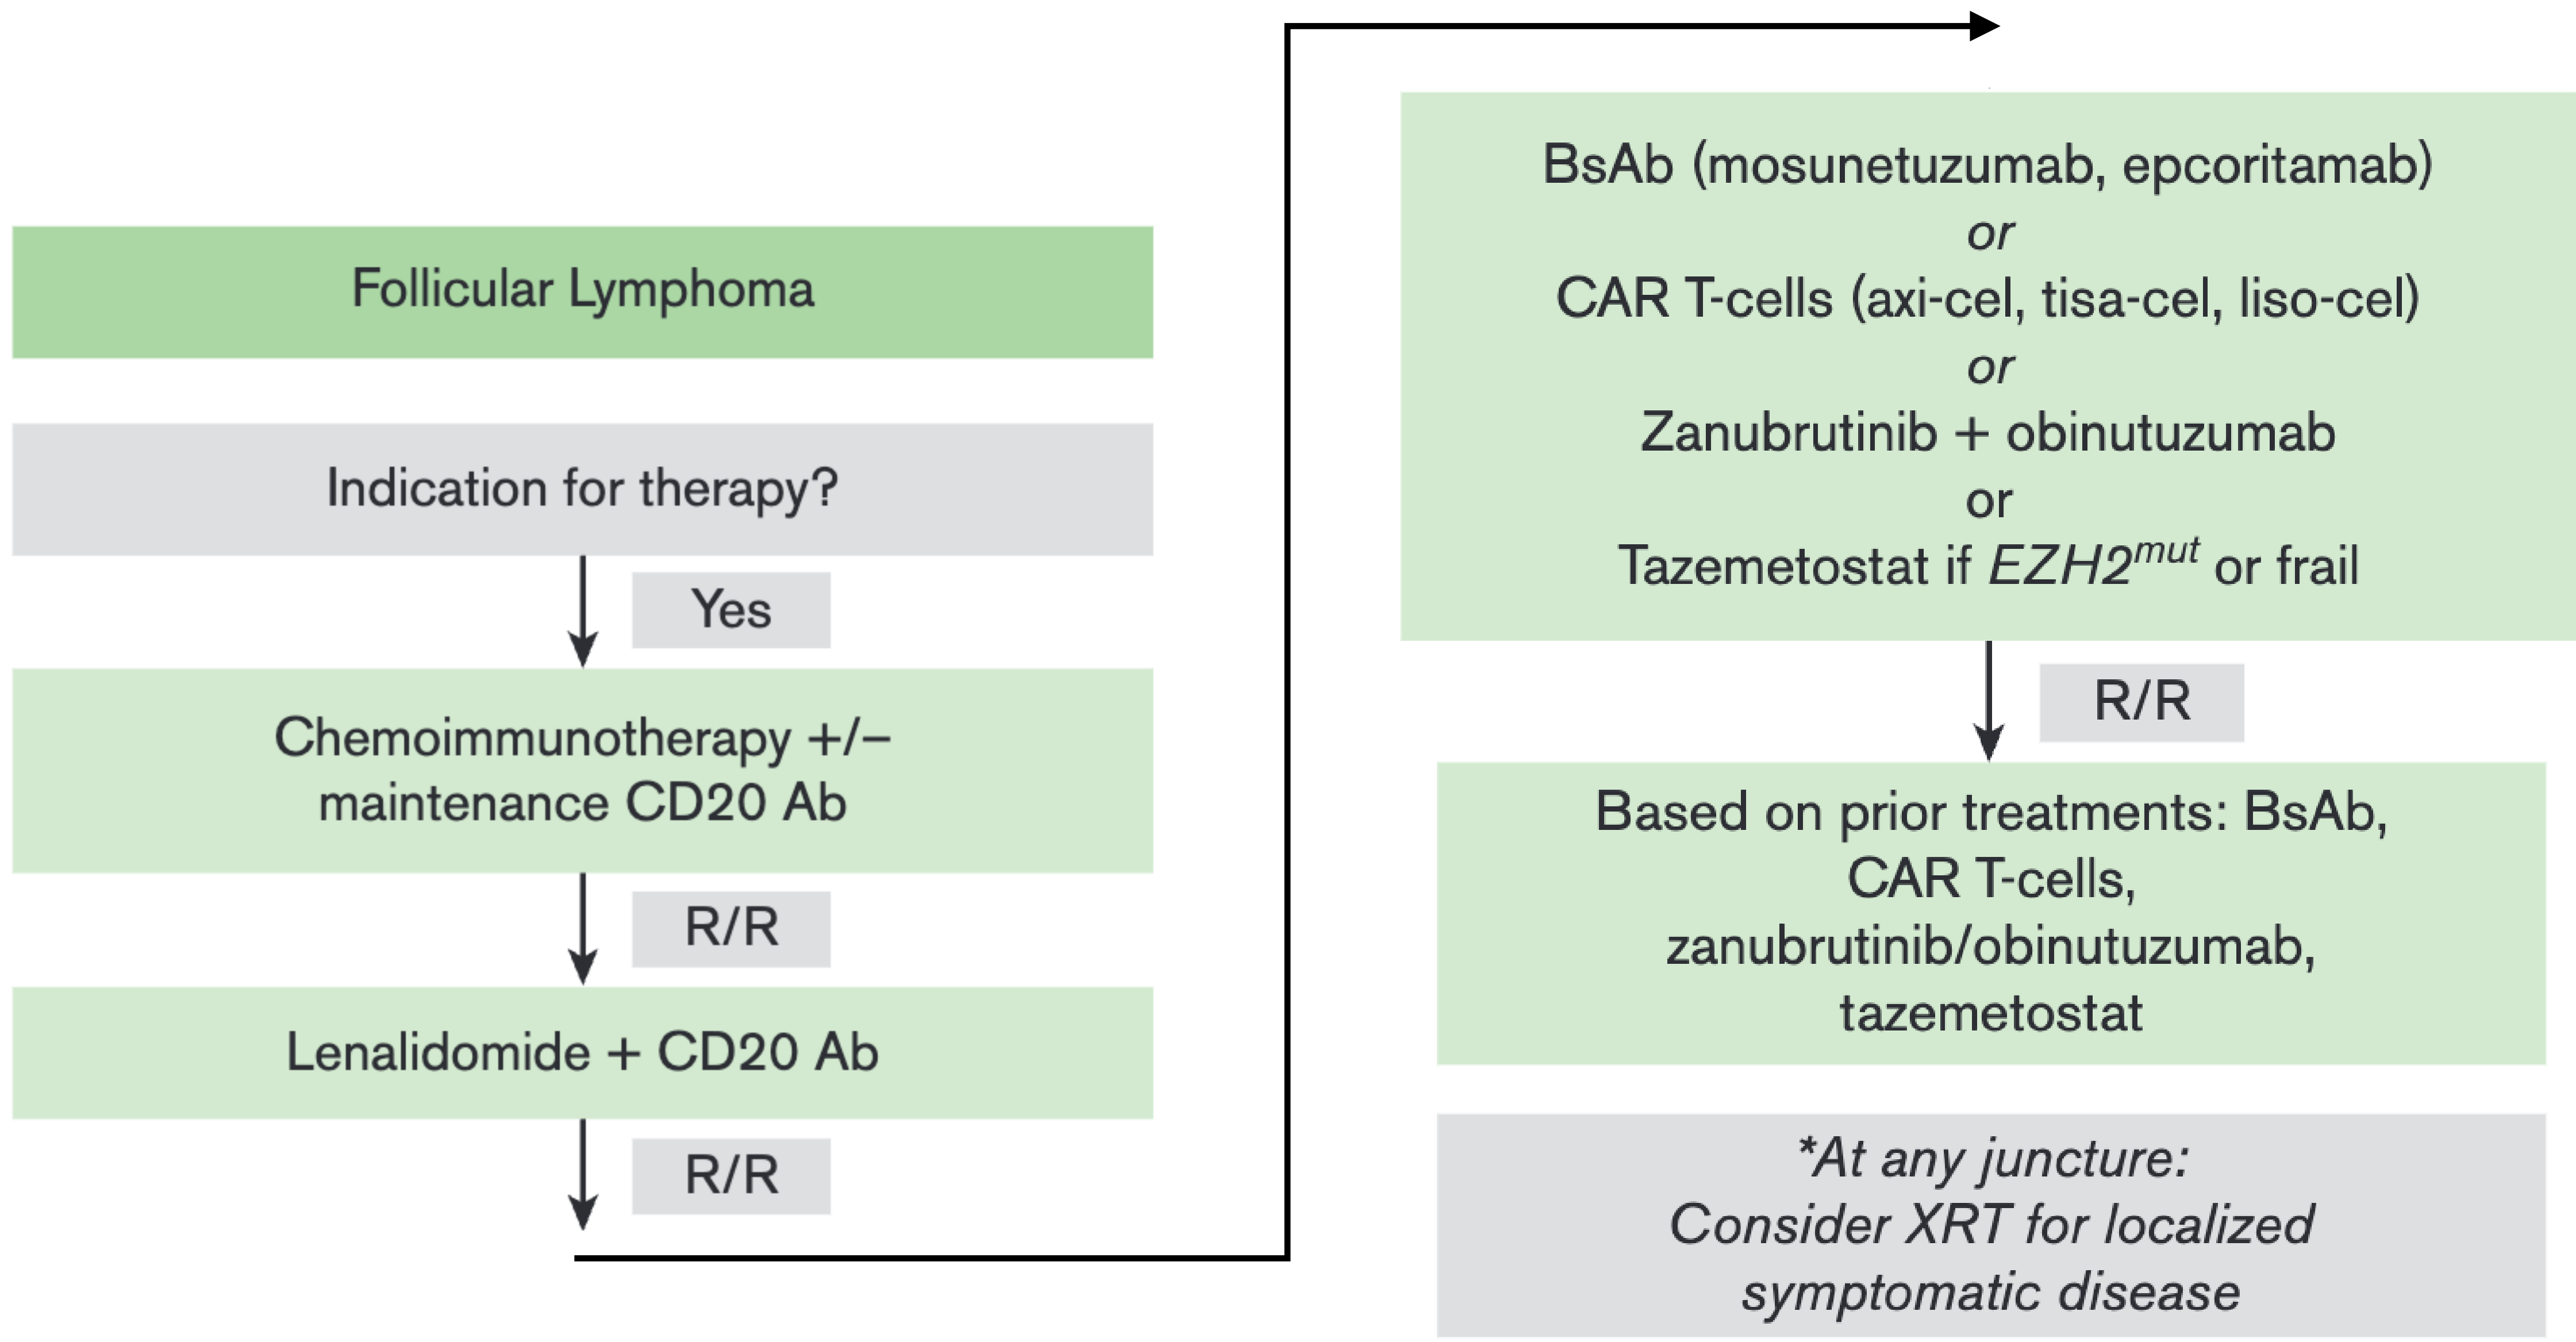 Follicular Lymphoma
Indication for therapy?
Yes
Chemoimmunotherapy +/−
maintenance CD20 Ab
R/R
Lenalidomide + CD20 Ab
R/R
BsAb (mosunetuzumab, epcoritamab)
or
CAR T-cells (axi-cel, tisa-cel, liso-cel)
or
Zanubrutinib + obinutuzumab
or
Tazemetostat if EZH2^mut or frail
R/R
Based on prior treatments: BsAb,
CAR T-cells,
zanubrutinib/obinutuzumab,
tazemetostat
*At any juncture:
Consider XRT for localized
symptomatic disease